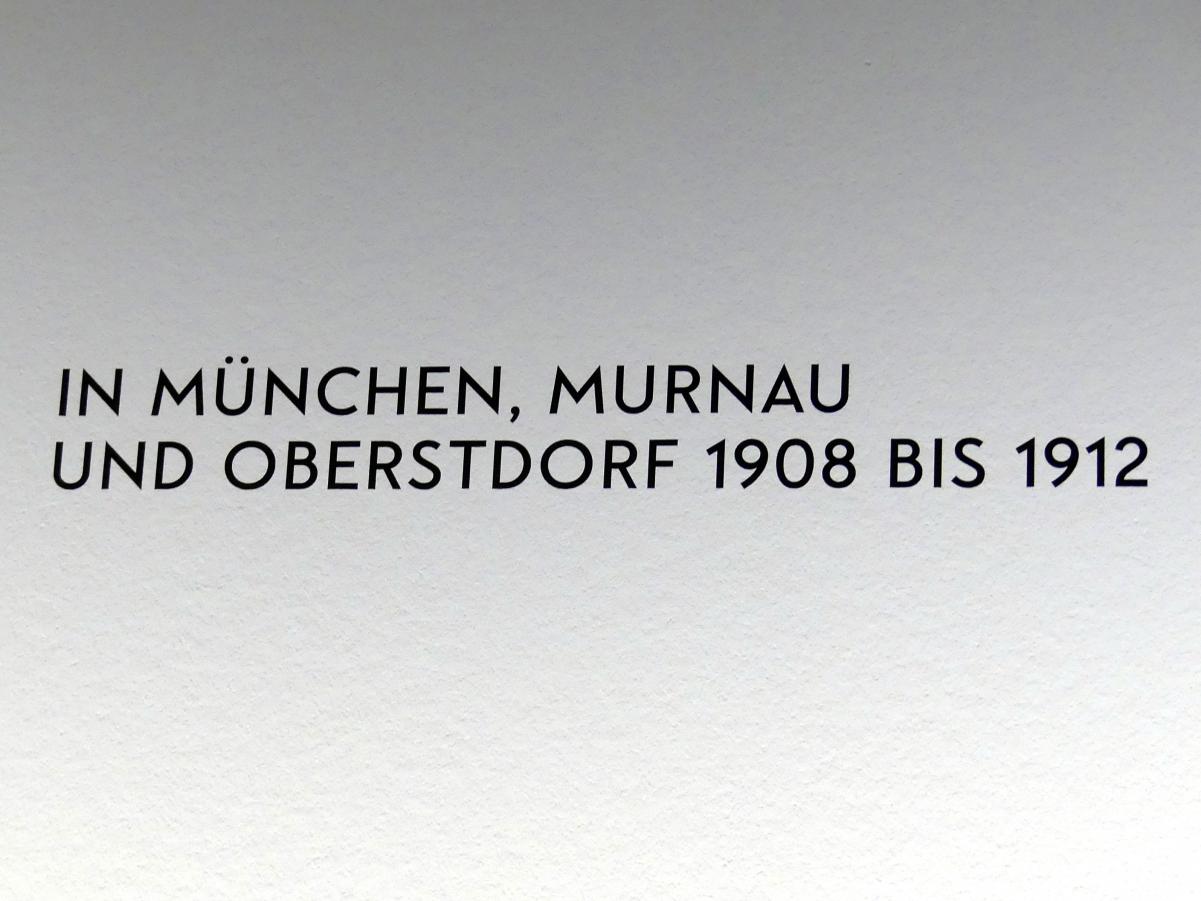 IN MÜNCHEN, MURNAU
UND OBERSTDORF 1908 BIS 1912